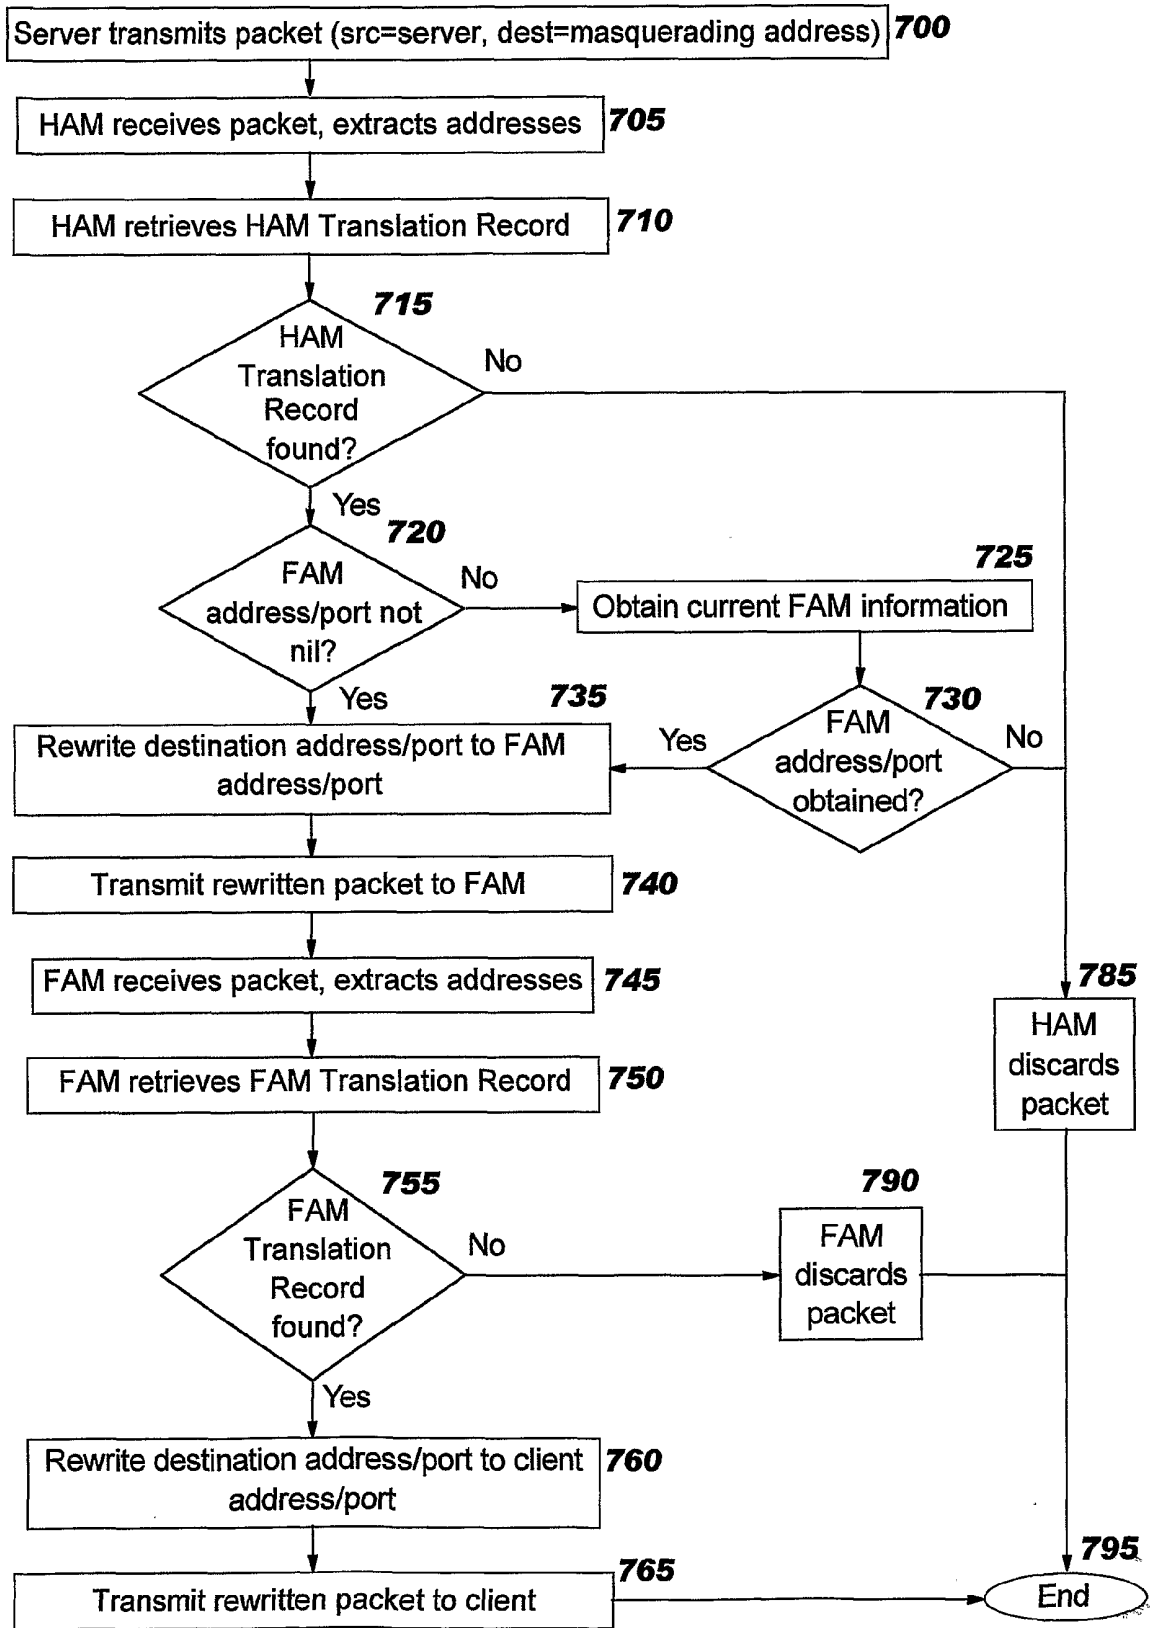 Server transmits packet (src=server, dest=masquerading address) 700
HAM receives packet, extracts addresses 705
HAM retrieves HAM Translation Record 710
715
HAM
Translation
Record
found?
No
Yes
720
FAM
address/port not
nil?
No
725
Obtain current FAM information
Yes
730
FAM
address/port
obtained?
Yes
No
735
Rewrite destination address/port to FAM
address/port
Transmit rewritten packet to FAM 740
FAM receives packet, extracts addresses 745
785
HAM
discards
packet
FAM retrieves FAM Translation Record 750
755
FAM
Translation
Record
found?
No
790
FAM
discards
packet
Yes
Rewrite destination address/port to client
address/port
760
Transmit rewritten packet to client
765
795
End